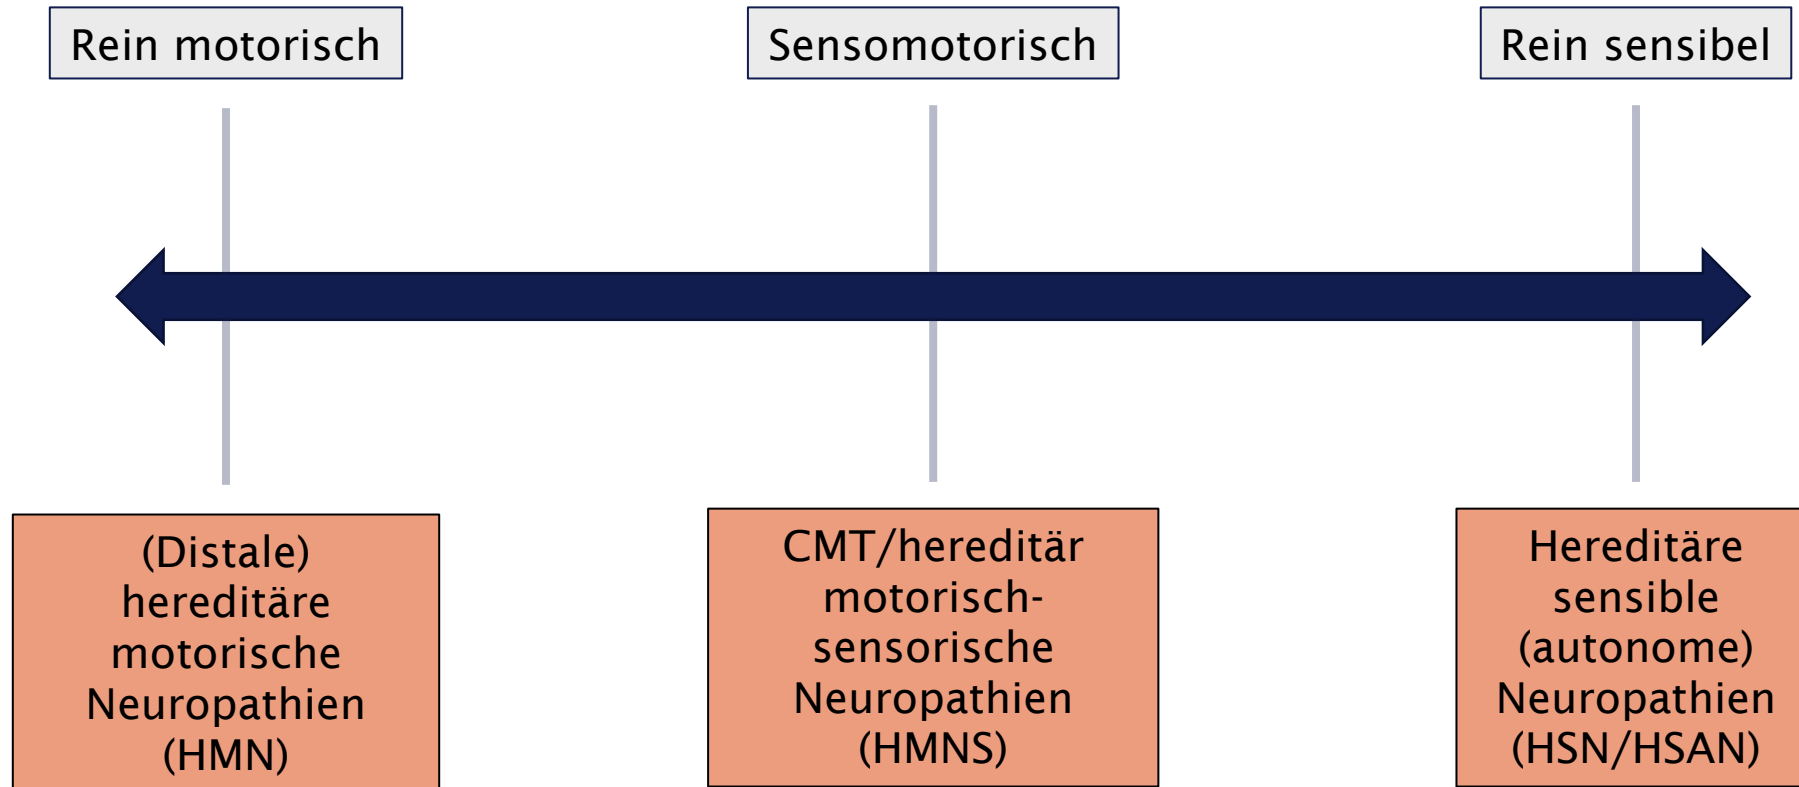 Rein motorisch
Sensomotorisch
Rein sensibel
(Distale)
hereditäre
motorische
Neuropathien
(HMN)
CMT/hereditär
motorisch-
sensorische
Neuropathien
(HMNS)
Hereditäre
sensible
(autonome)
Neuropathien
(HSN/HSAN)